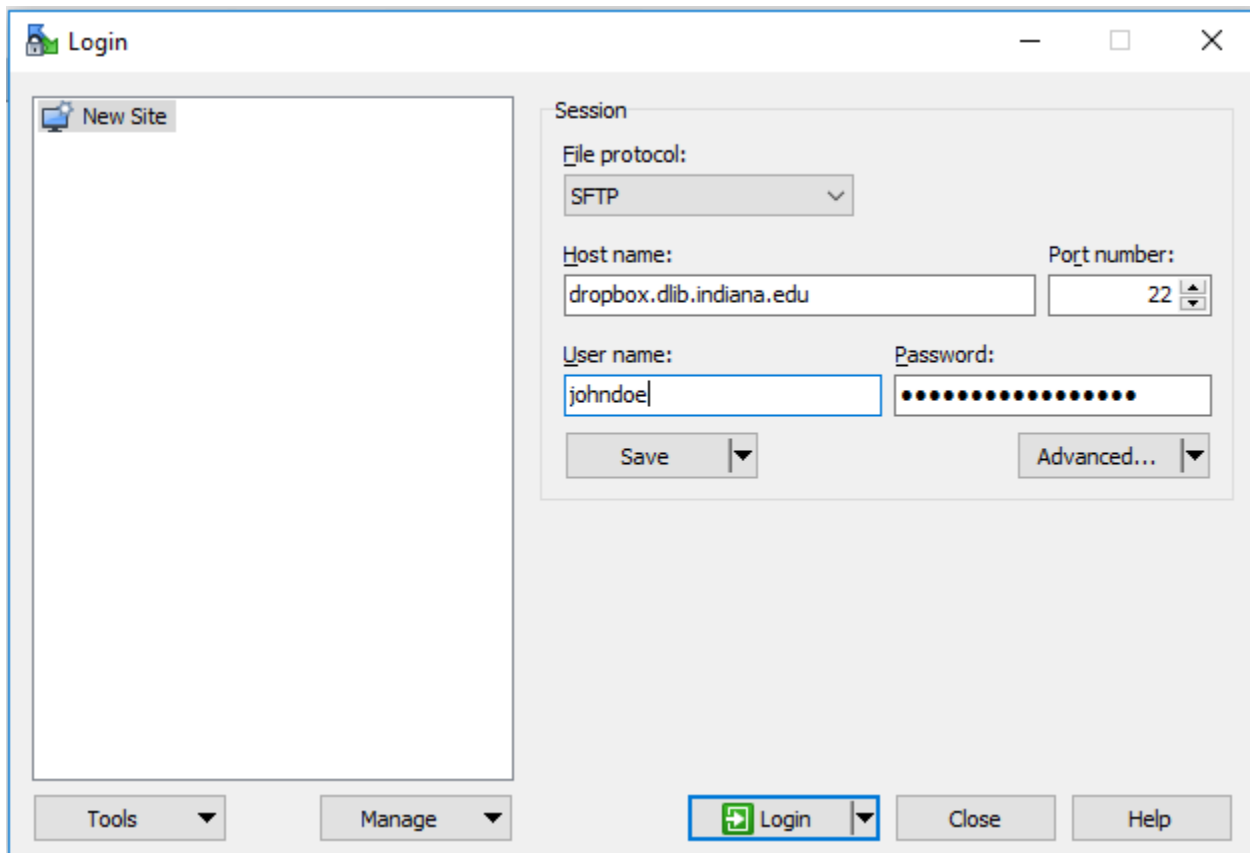 Login
New Site
Session
File protocol:
SFTP
Host name: Port number:
dropbox.dlib.indiana.edu 22
User name: Password:
johndoe •••••••••••••••••
Save Advanced...
Tools Manage Login Close Help